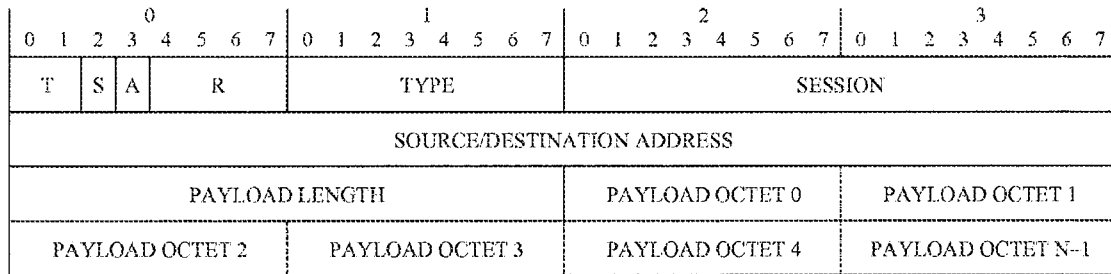 0 1 2 3
0 1 2 3 4 5 6 7 0 1 2 3 4 5 6 7 0 1 2 3 4 5 6 7 0 1 2 3 4 5 6 7
T S A R TYPE SESSION
SOURCE/DESTINATION ADDRESS
PAYLOAD LENGTH PAYLOAD OCTET 0 PAYLOAD OCTET 1
PAYLOAD OCTET 2 PAYLOAD OCTET 3 PAYLOAD OCTET 4 PAYLOAD OCTET N-1